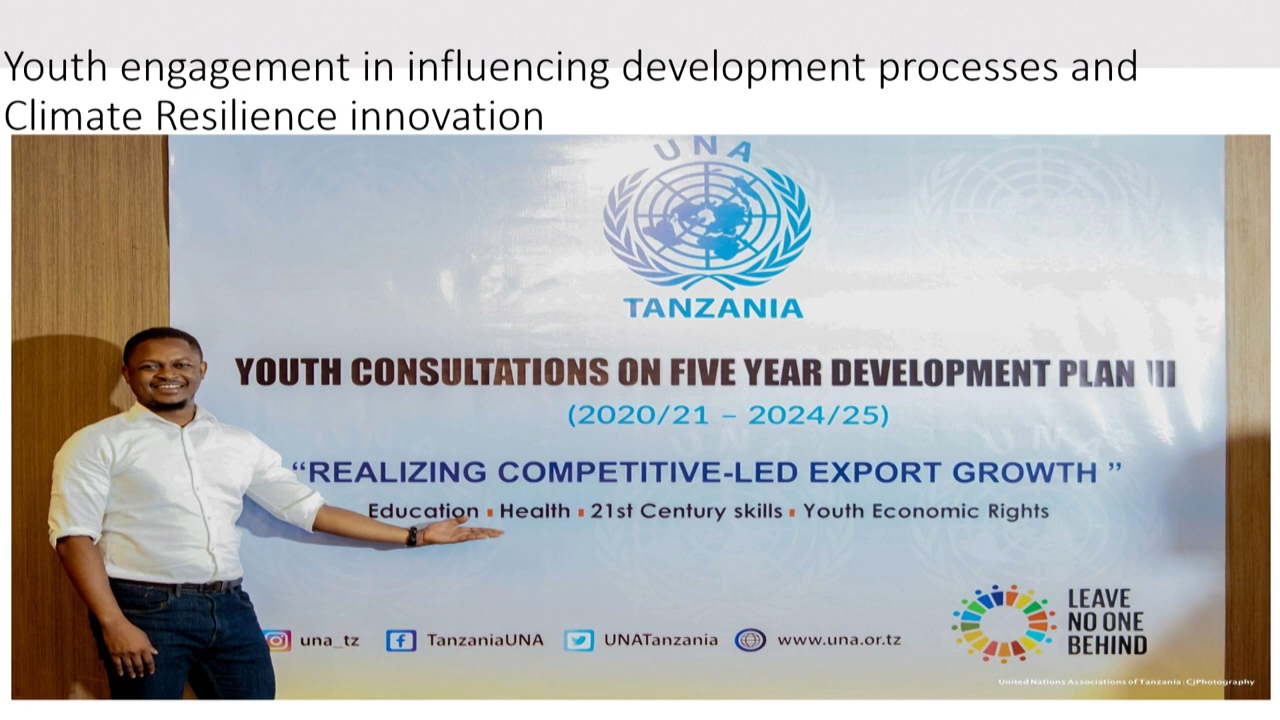 Youth engagement in influencing development processes and
Climate Resilience innovation
UNA
TANZANIA
YOUTH CONSULTATIONS ON FIVE YEAR DEVELOPMENT PLAN III
(2020/21 – 2024/25)
“REALIZING COMPETITIVE-LED EXPORT GROWTH ”
Education ▪ Health ▪ 21st Century skills ▪ Youth Economic Rights
LEAVE
NO ONE
BEHIND
una_tz TanzaniaUNA UNATanzania www.una.or.tz
United Nations Associations of Tanzania : CjPhotography